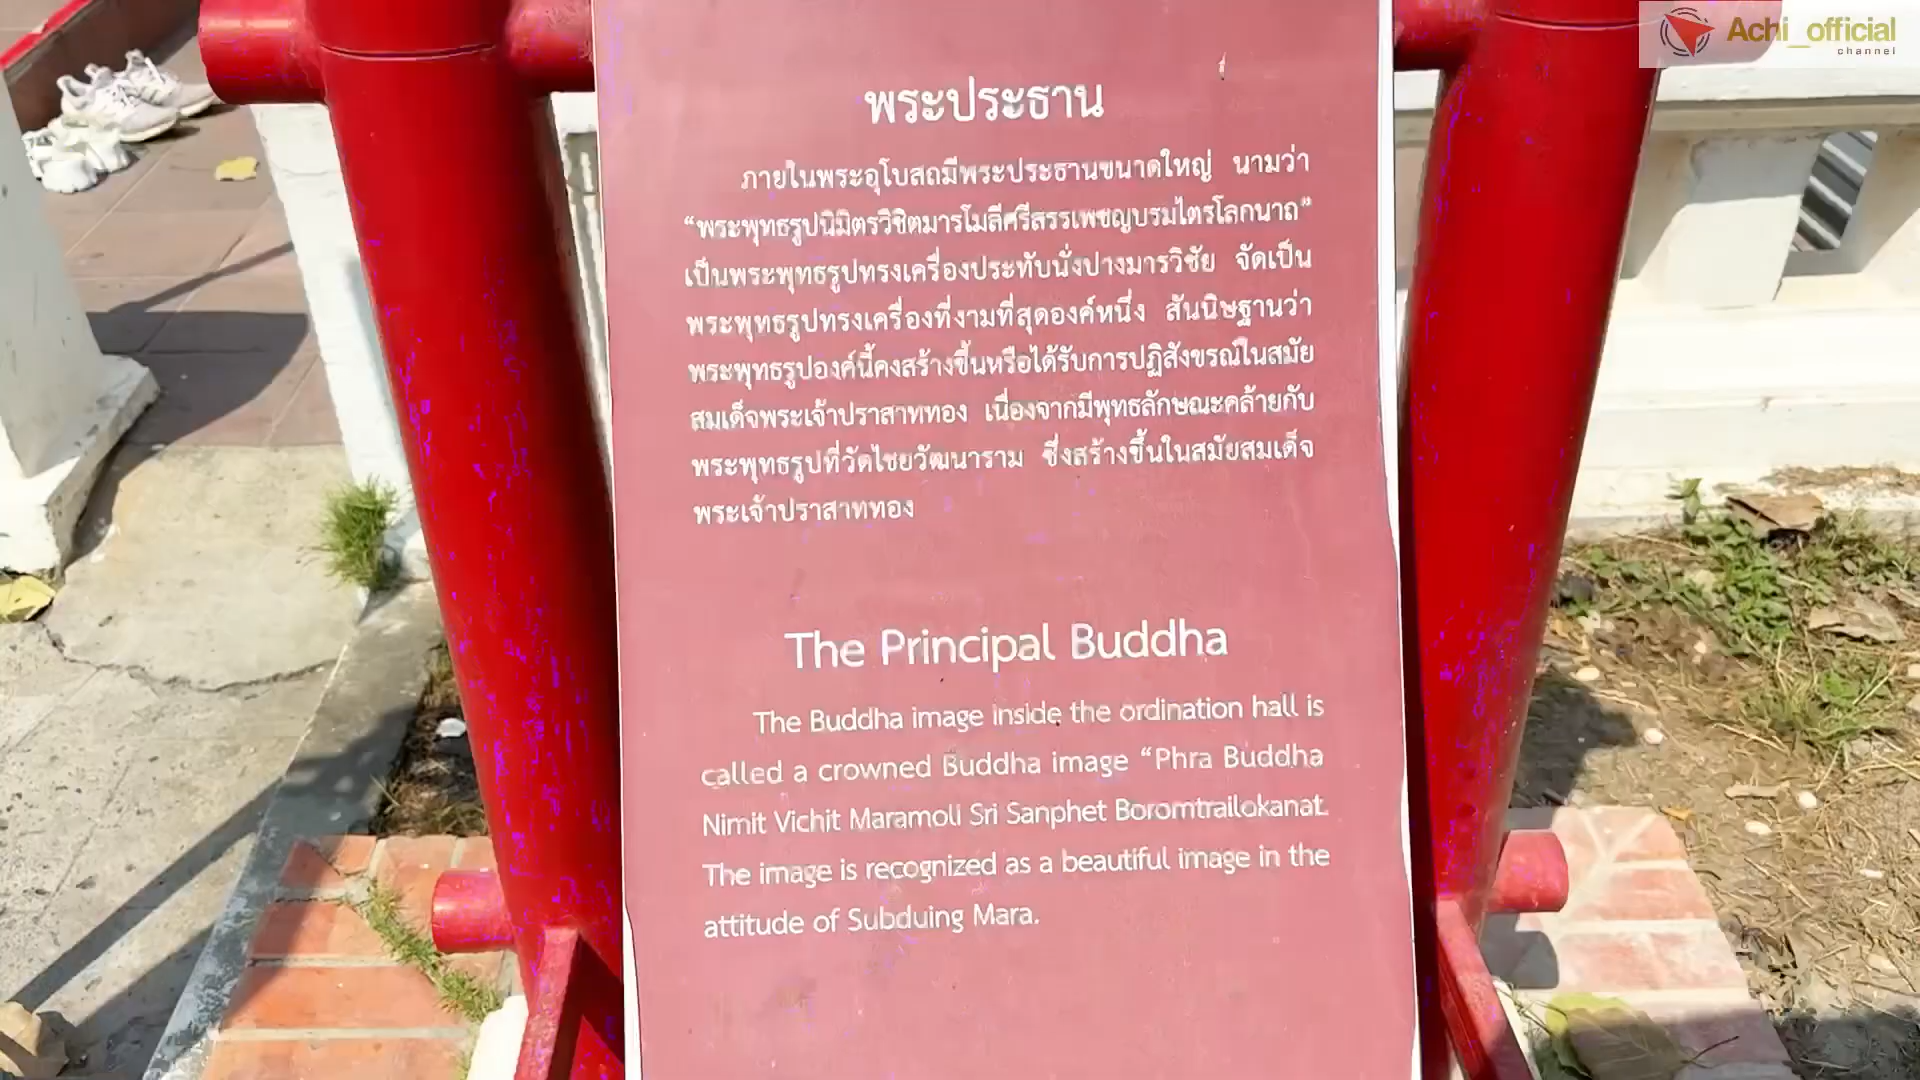 Achi_official
channel
พระประธาน
ภายในพระอุโบสถมีพระประธานขนาดใหญ่ นามว่า
“พระพุทธรูปนิมิตรวิชิตมารโมลีศรีสรรเพชญบรมไตรโลกนาถ”
เป็นพระพุทธรูปทรงเครื่องประทับนั่งปางมารวิชัย จัดเป็น
พระพุทธรูปทรงเครื่องที่งามที่สุดองค์หนึ่ง สันนิษฐานว่า
พระพุทธรูปองค์นี้คงสร้างขึ้นหรือได้รับการปฏิสังขรณ์ในสมัย
สมเด็จพระเจ้าปราสาททอง เนื่องจากมีพุทธลักษณะคล้ายกับ
พระพุทธรูปที่วัดไชยวัฒนาราม ซึ่งสร้างขึ้นในสมัยสมเด็จ
พระเจ้าปราสาททอง
The Principal Buddha
The Buddha image inside the ordination hall is
called a crowned Buddha image “Phra Buddha
Nimit Vichit Maramoli Sri Sanphet Boromtrailokanat.
The image is recognized as a beautiful image in the
attitude of Subduing Mara.